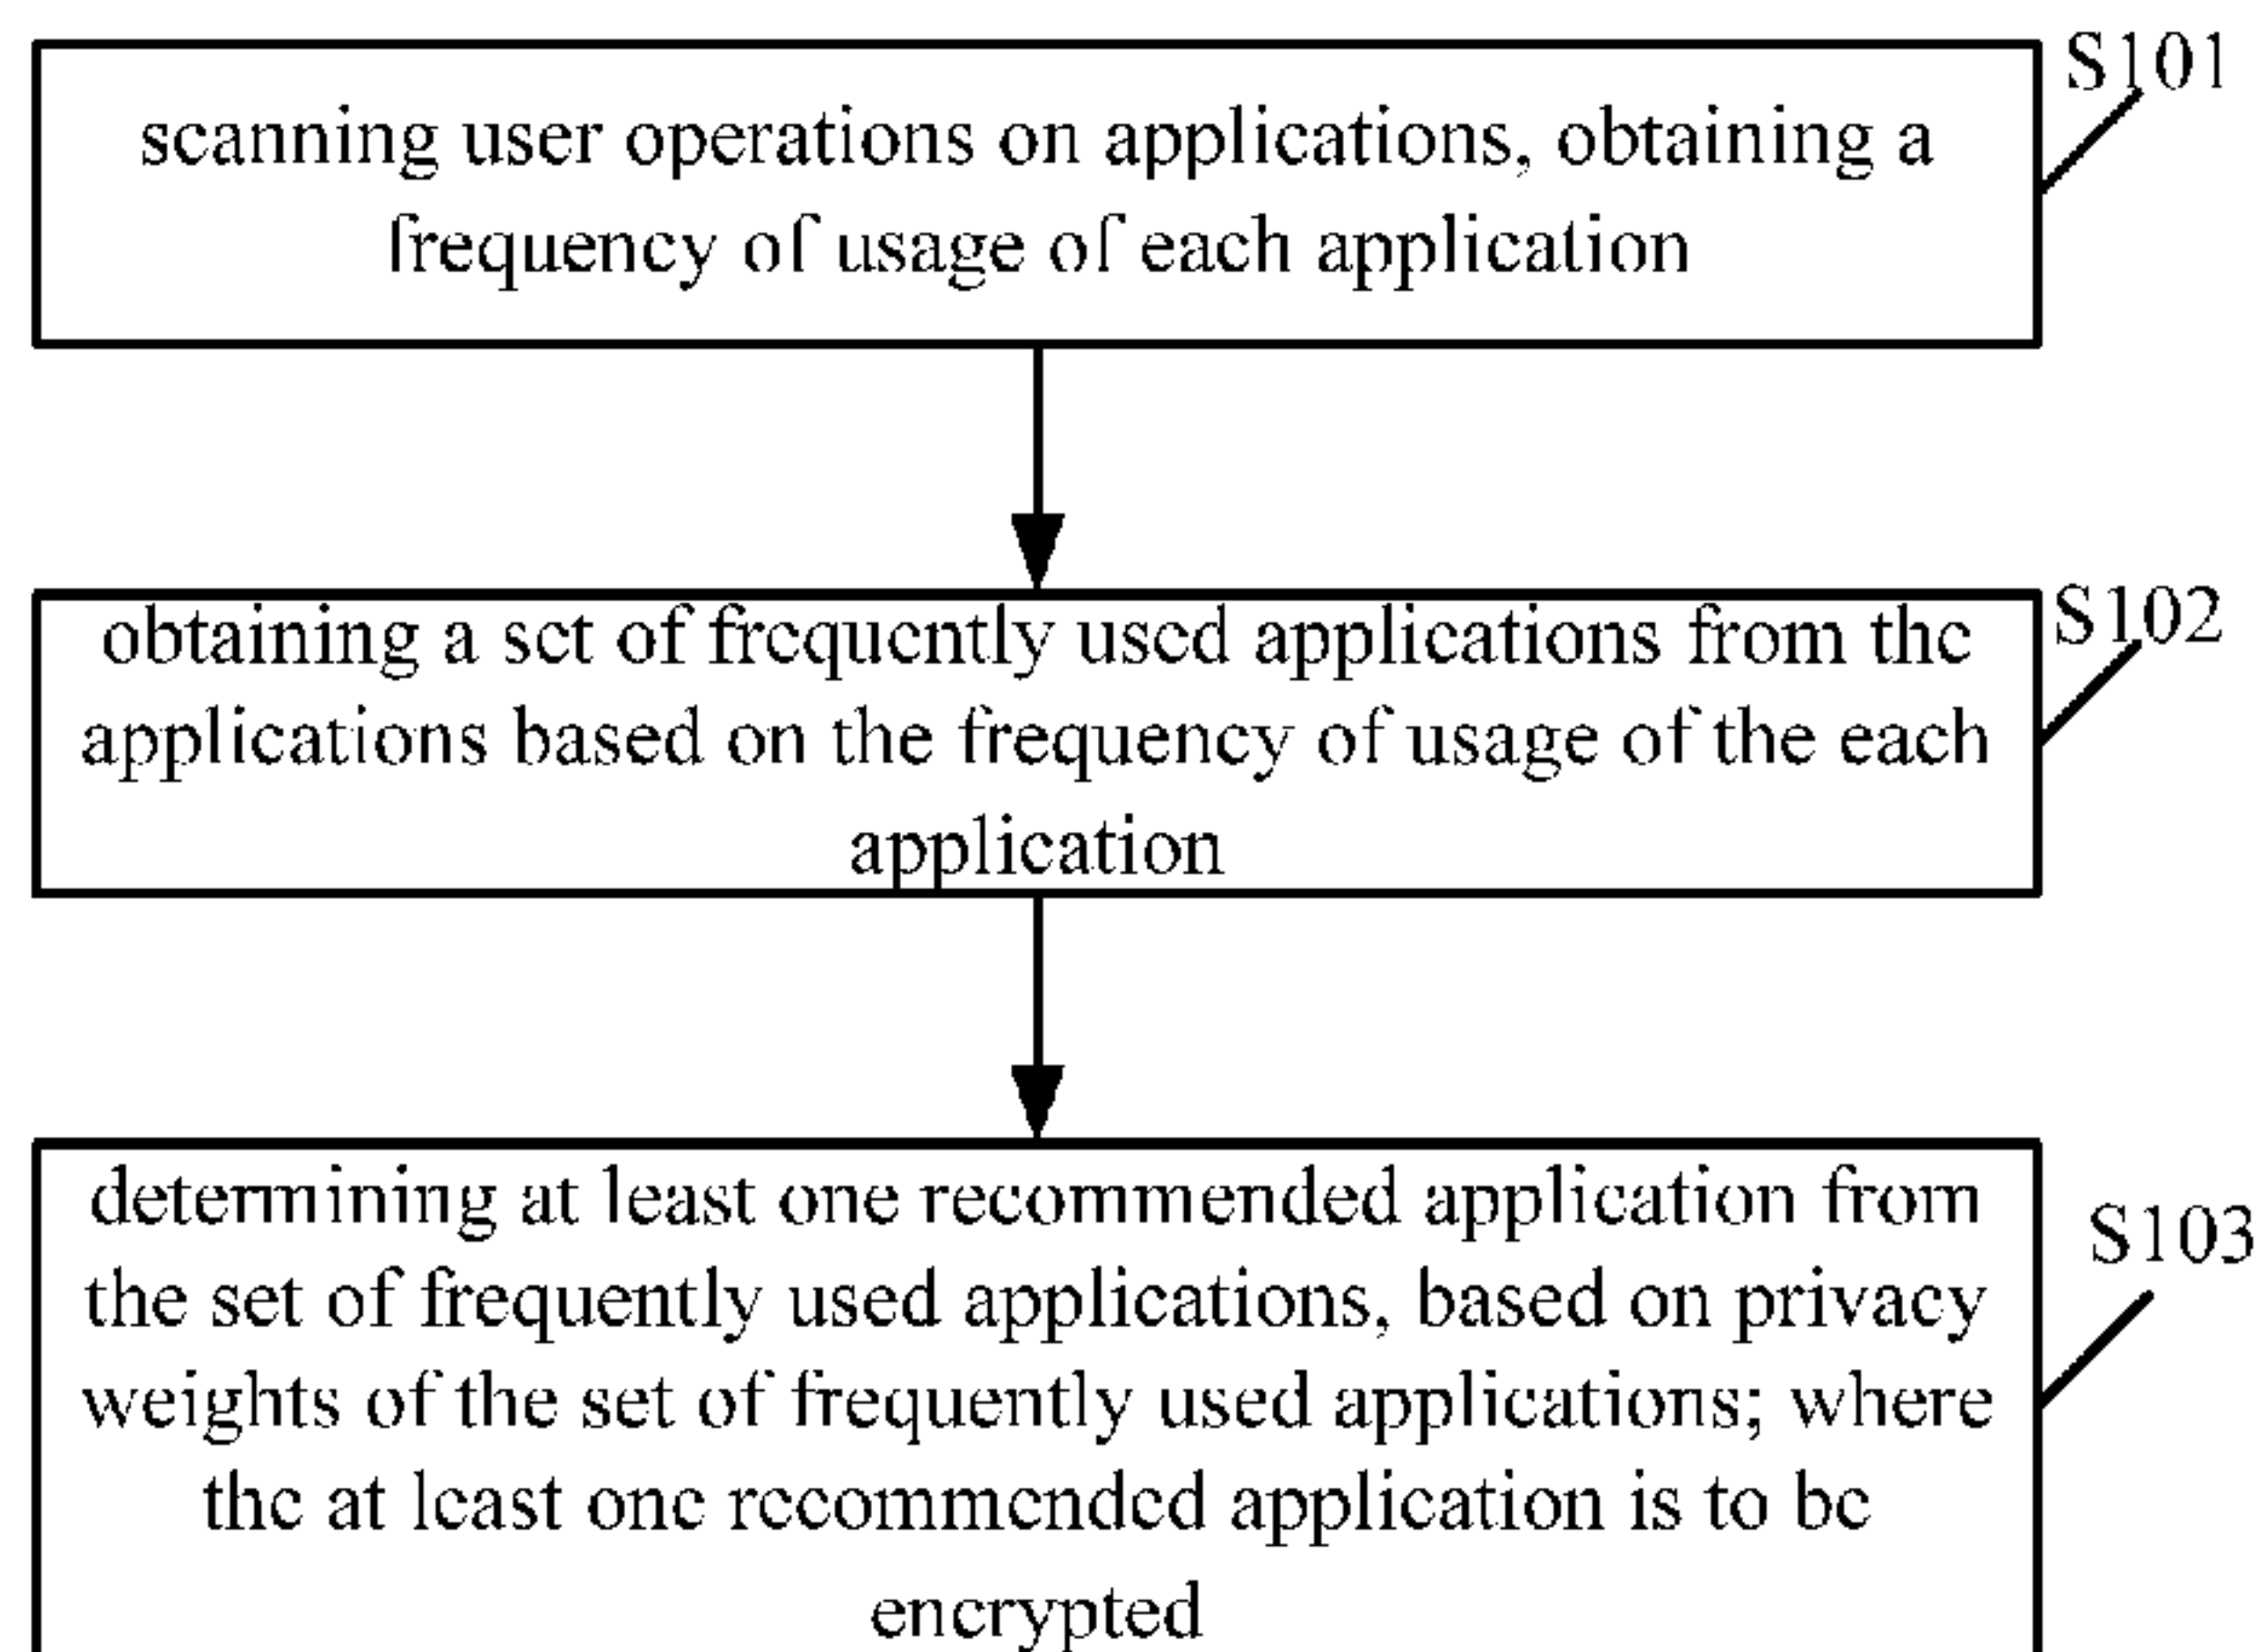 S101
scanning user operations on applications, obtaining a
frequency of usage of each application
S102
obtaining a set of frequently used applications from the
applications based on the frequency of usage of the each
application
determining at least one recommended application from
S103
the set of frequently used applications, based on privacy
weights of the set of frequently used applications; where
the at least one recommended application is to be
encrypted